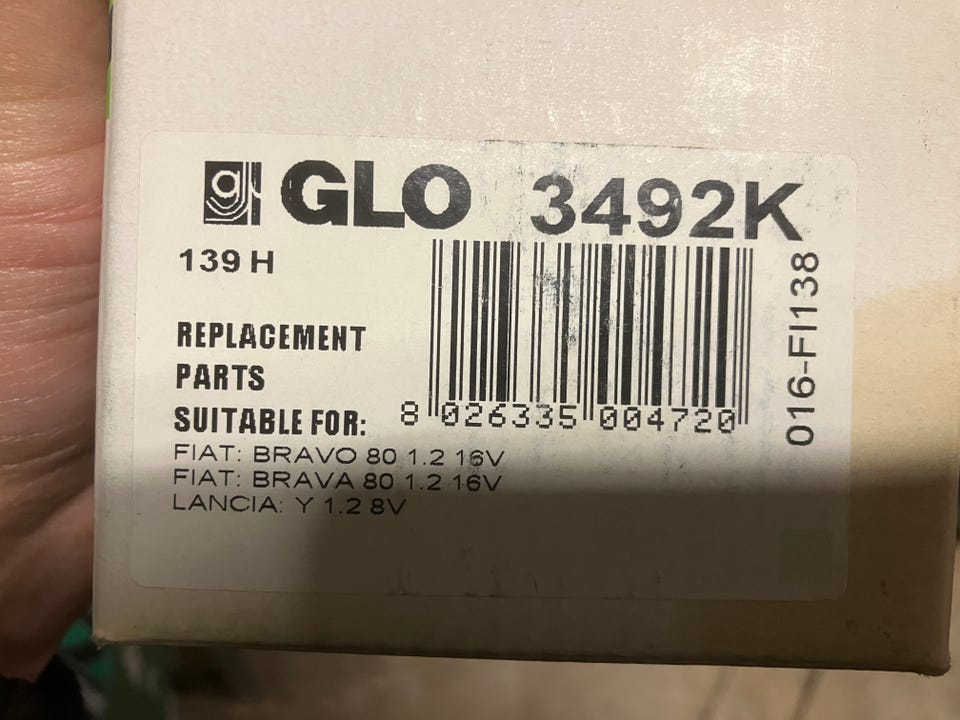 g GLO 3492K
139 H
REPLACEMENT
PARTS
SUITABLE FOR:
FIAT: BRAVO 80 1.2 16V
FIAT: BRAVA 80 1.2 16V
LANCIA: Y 1.2 8V
8 026335 004720
016-FI138